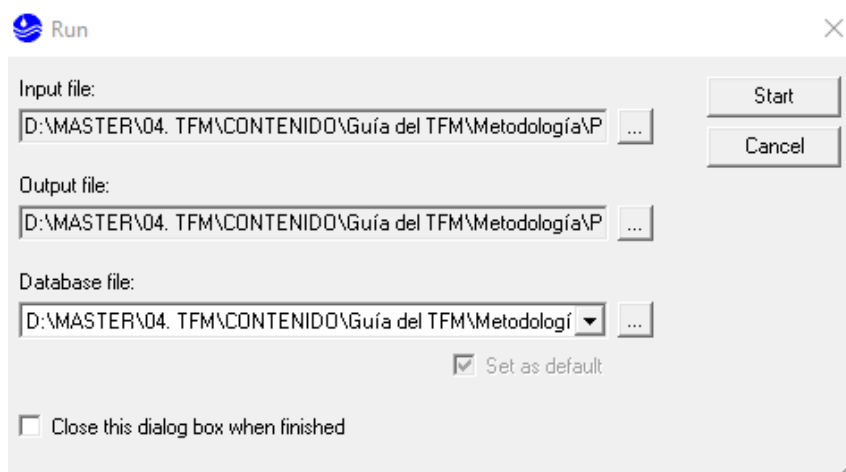 Run
Input file:
D:\MASTER\04. TFM\CONTENIDO\Guía del TFM\Metodología\P
...
Start
Cancel
Output file:
D:\MASTER\04. TFM\CONTENIDO\Guía del TFM\Metodología\P
...
Database file:
D:\MASTER\04. TFM\CONTENIDO\Guía del TFM\Metodologí
...
Set as default
Close this dialog box when finished